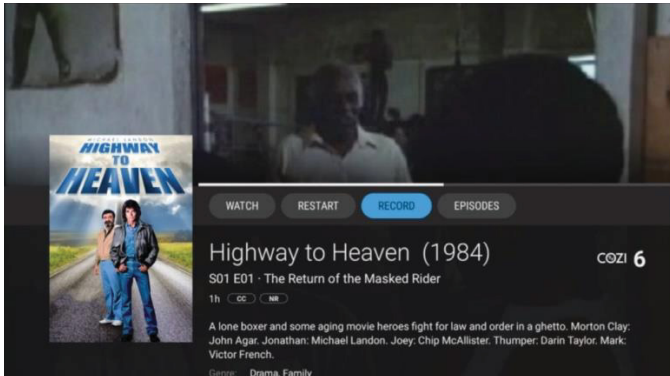 MICHAEL LANDON
HIGHWAY
TO
HEAVEN
WATCH RESTART RECORD EPISODES
Highway to Heaven (1984)
COZI 6
S01 E01 · The Return of the Masked Rider
1h CC NR
A lone boxer and some aging movie heroes fight for law and order in a ghetto. Morton Clay:
John Agar. Jonathan: Michael Landon. Joey: Chip McAllister. Thumper: Darin Taylor. Mark:
Victor French.
Genre: Drama, Family